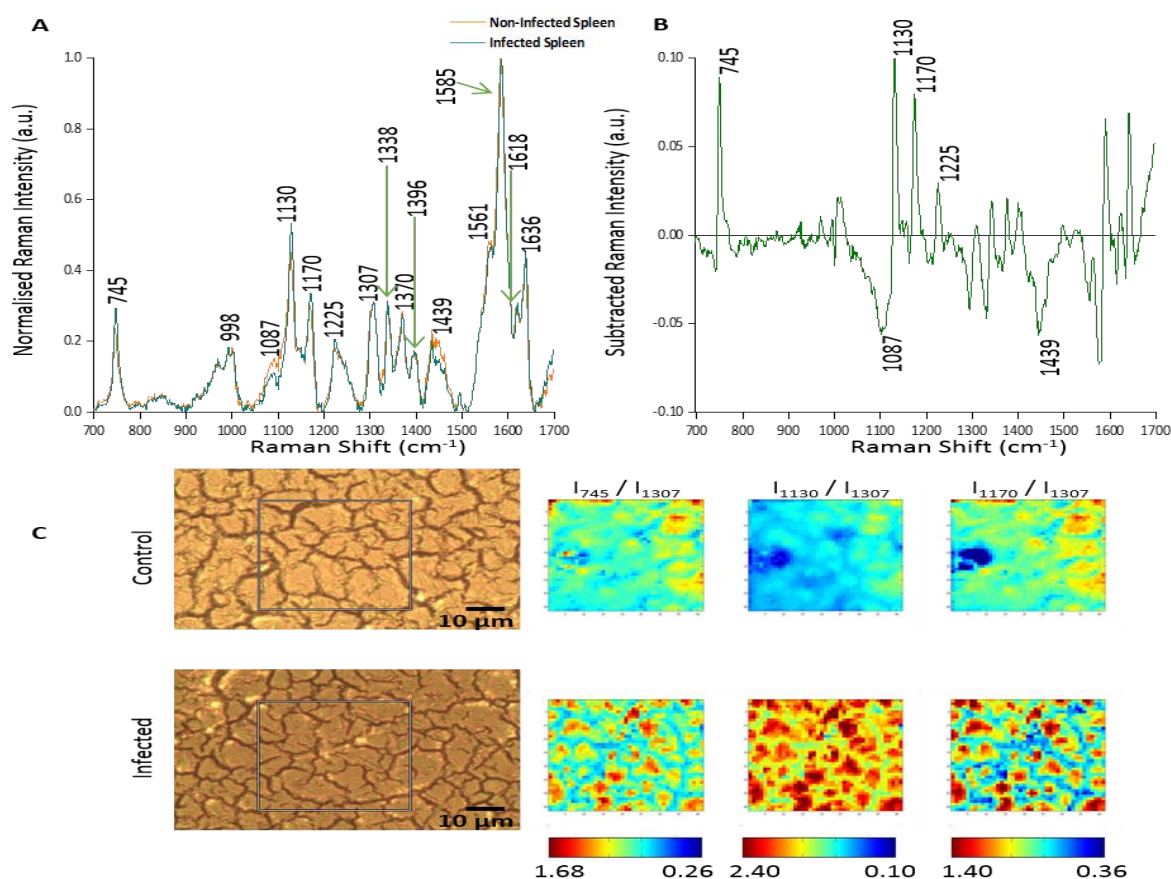 A
Non-Infected Spleen
Infected Spleen
Normalised Raman Intensity (a.u.)
1.0
0.8
0.6
0.4
0.2
0.0
745
998
1087
1130
1170
1225
1307
1338
1370
1396
1439
1561
1585
1618
1636
700 800 900 1000 1100 1200 1300 1400 1500 1600 1700
Raman Shift (cm⁻¹)
B
Subtracted Raman Intensity (a.u.)
0.10
0.05
0.00
-0.05
-0.10
745
1087
1130
1170
1225
1439
700 800 900 1000 1100 1200 1300 1400 1500 1600 1700
Raman Shift (cm⁻¹)
C
I745 / I1307
I1130 / I1307
I1170 / I1307
Control
10 µm
Infected
10 µm
1.68 0.26
2.40 0.10
1.40 0.36